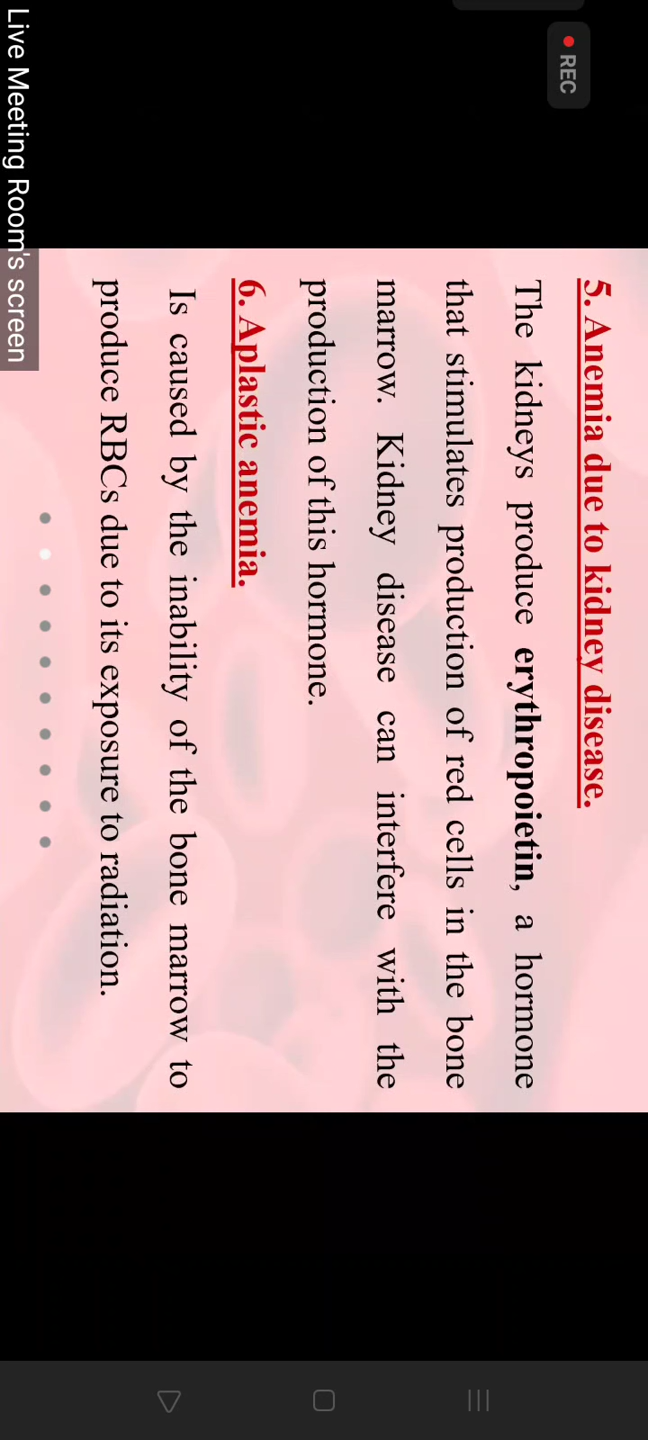 REC
5. Anemia due to kidney disease.
The kidneys produce erythropoietin, a hormone
that stimulates production of red cells in the bone
marrow. Kidney disease can interfere with the
production of this hormone.
6. Aplastic anemia.
Is caused by the inability of the bone marrow to
produce RBCs due to its exposure to radiation.
Live Meeting Room's screen